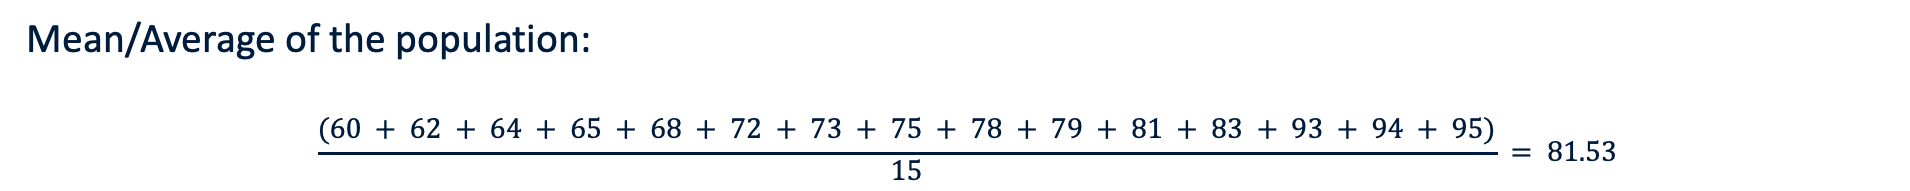 Mean/Average of the population:
(60 + 62 + 64 + 65 + 68 + 72 + 73 + 75 + 78 + 79 + 81 + 83 + 93 + 94 + 95)
= 81.53
15